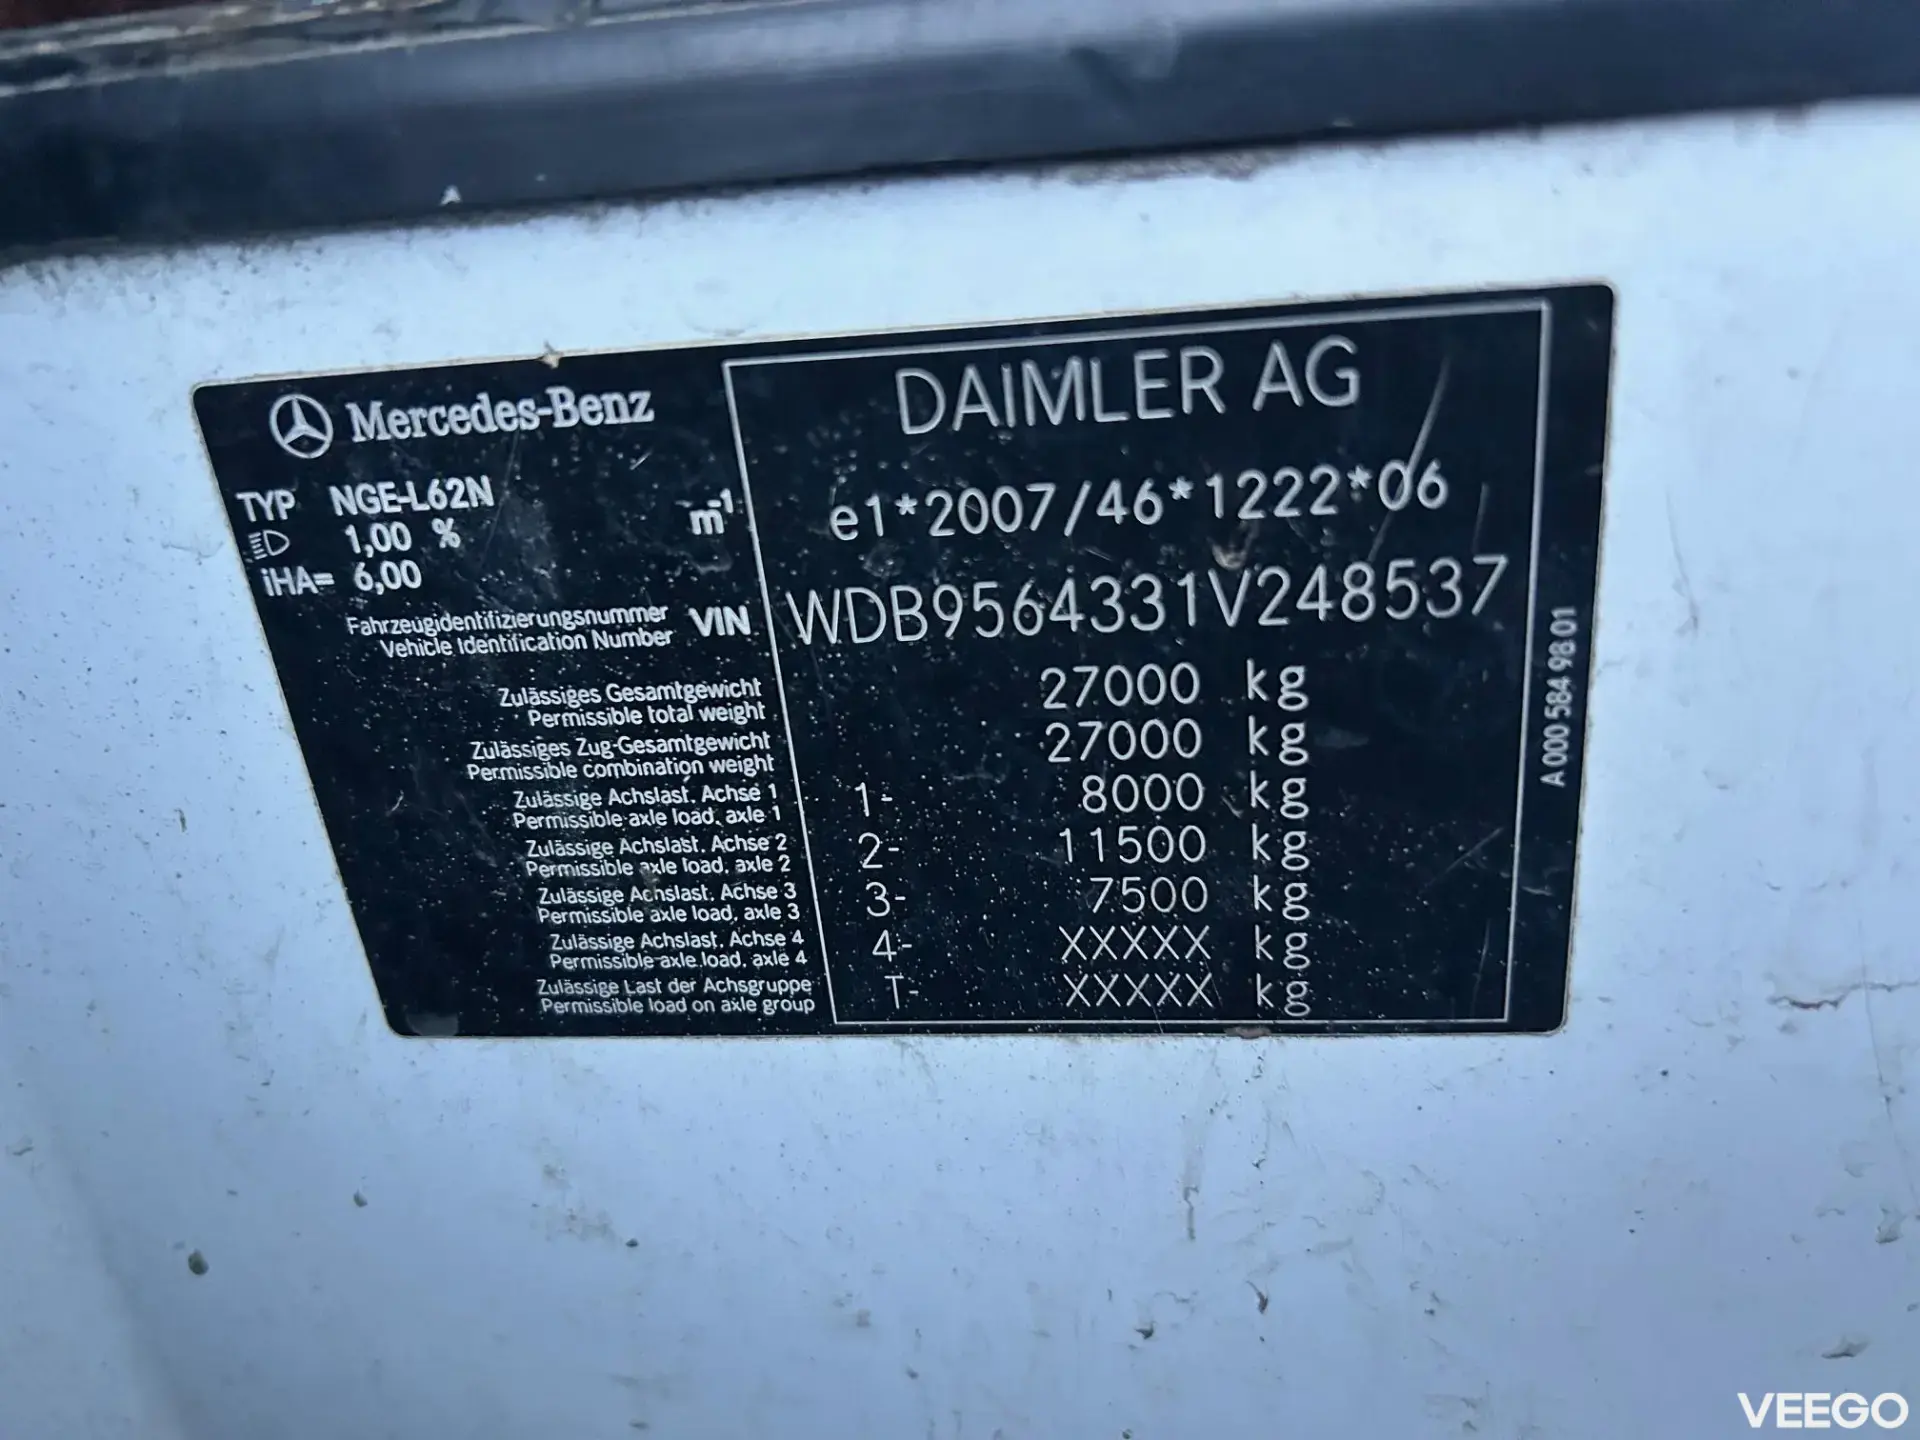 Mercedes-Benz
TYP NGE-L62N
1,00 %
m⁻¹
iHA= 6,00
DAIMLER AG
e1*2007/46*1222*06
Fahrzeugidentifizierungsnummer
Vehicle Identification Number
VIN WDB9564331V248537
Zulässiges Gesamtgewicht
Permissible total weight
27000 kg
Zulässiges Zug-Gesamtgewicht
Permissible combination weight
27000 kg
Zulässige Achslast. Achse 1
Permissible axle load, axle 1
1- 8000 kg
Zulässige Achslast. Achse 2
Permissible axle load, axle 2
2- 11500 kg
Zulässige Achslast. Achse 3
Permissible axle load, axle 3
3- 7500 kg
Zulässige Achslast. Achse 4
Permissible axle load, axle 4
4- XXXXX kg
Zulässige Last der Achsgruppe
Permissible load on axle group
T- XXXXX kg
A 000 584 98 01
VEEGO